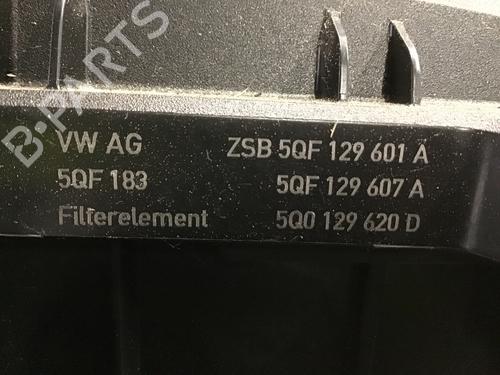 B-PARTS
VW AG ZSB 5QF 129 601 A
5QF 183 5QF 129 607 A
Filterelement 5Q0 129 620 D